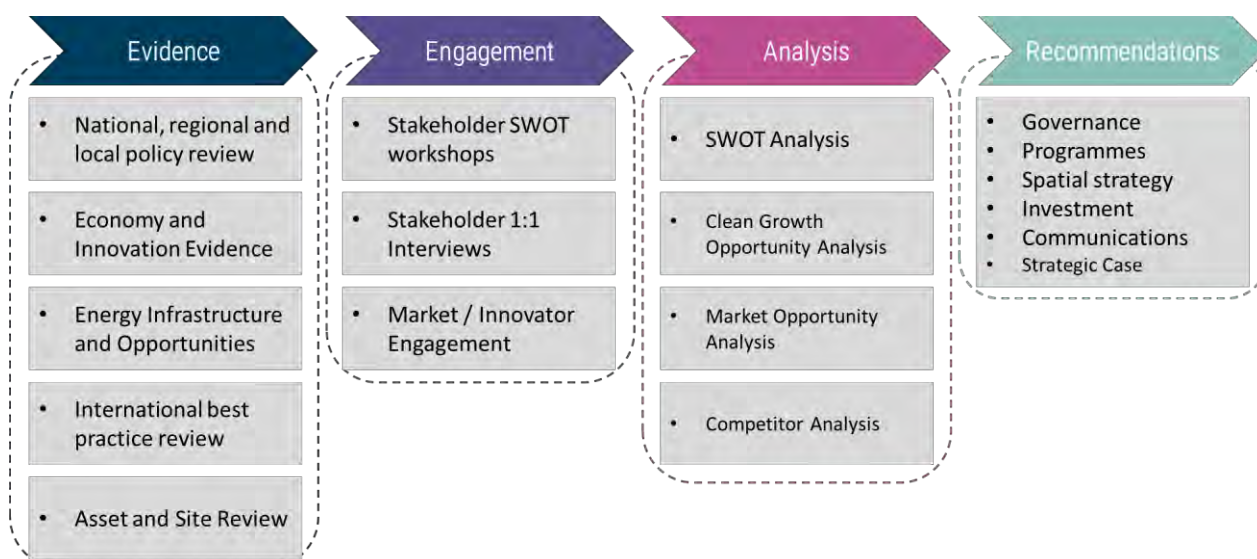 Evidence
• National, regional and
local policy review
• Economy and
Innovation Evidence
• Energy Infrastructure
and Opportunities
• International best
practice review
• Asset and Site Review
Engagement
• Stakeholder SWOT
workshops
• Stakeholder 1:1
Interviews
• Market / Innovator
Engagement
Analysis
• SWOT Analysis
• Clean Growth
Opportunity Analysis
• Market Opportunity
Analysis
• Competitor Analysis
Recommendations
• Governance
• Programmes
• Spatial strategy
• Investment
• Communications
• Strategic Case